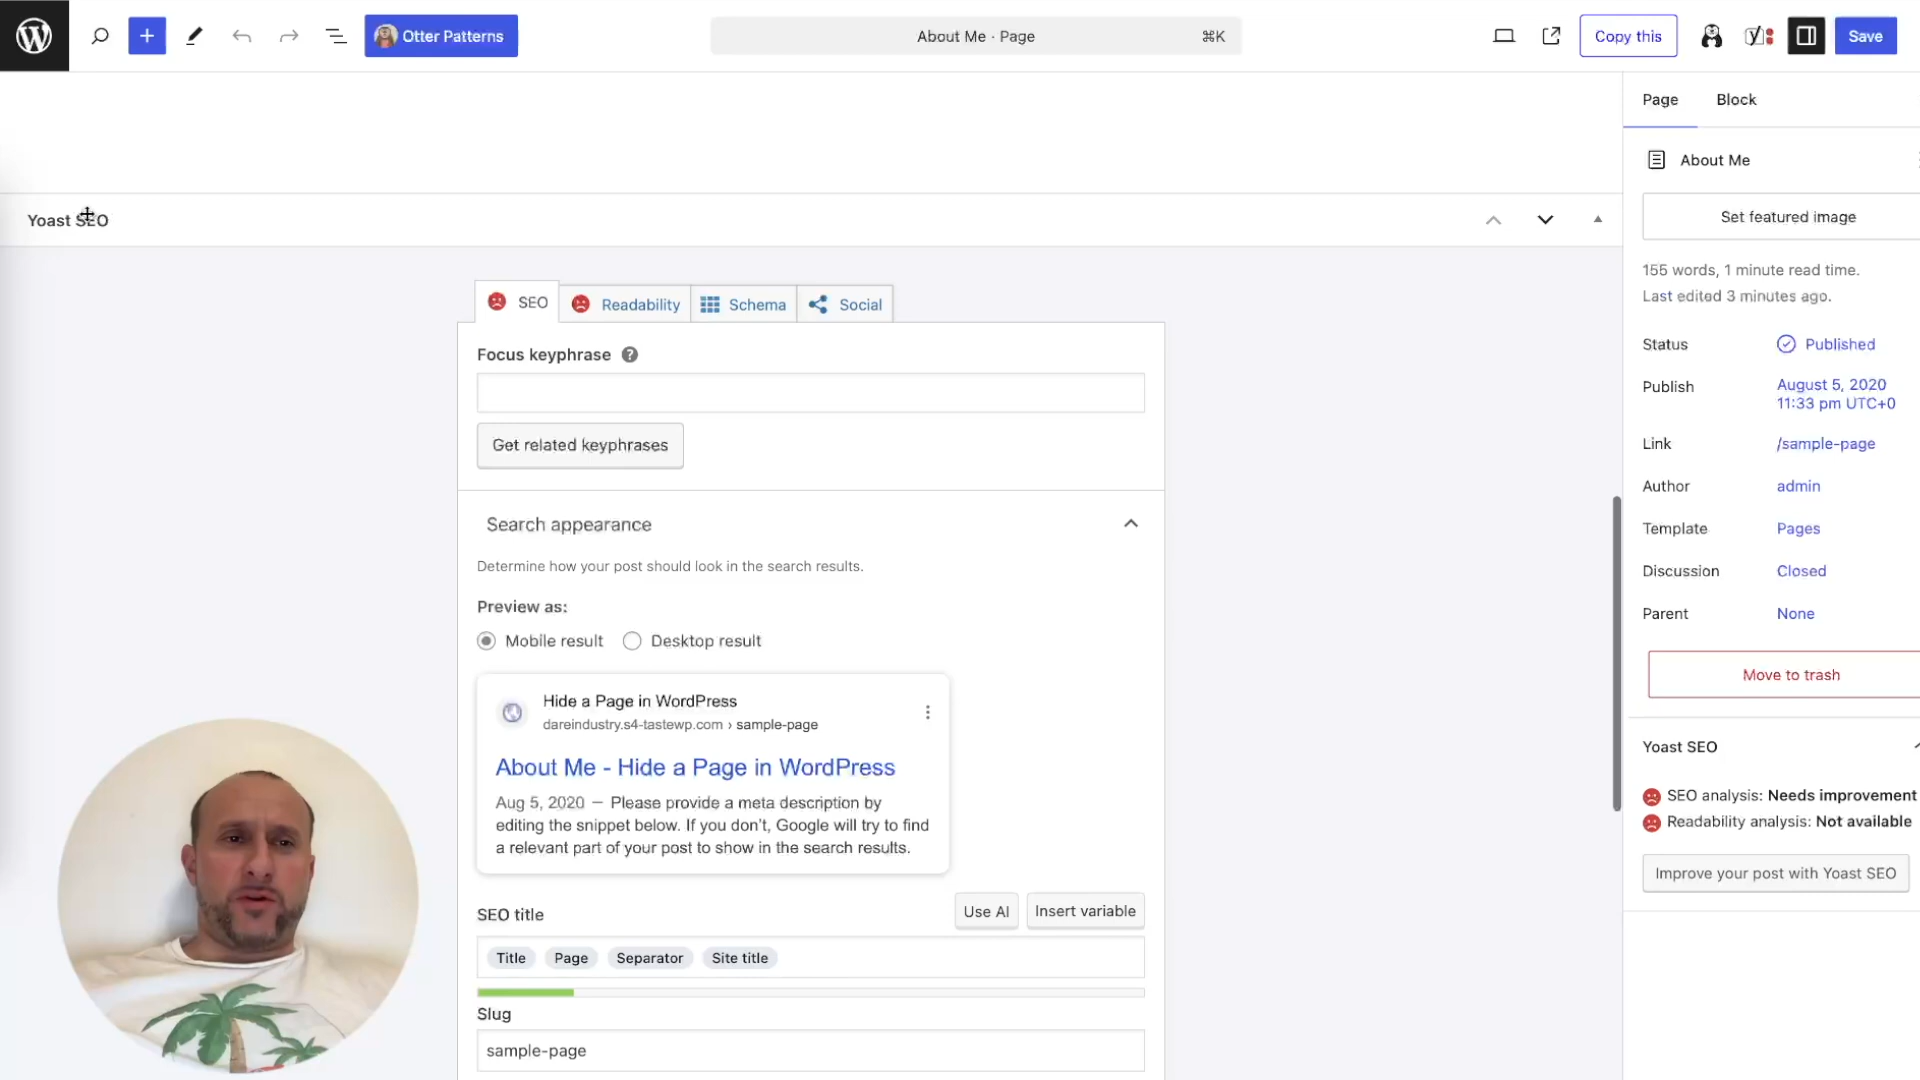 Otter Patterns
About Me · Page
⌘K
Copy this
Save
Page
Block
About Me
Set featured image
155 words, 1 minute read time.
Last edited 3 minutes ago.
Status
Published
Publish
August 5, 2020
11:33 pm UTC+0
Link
/sample-page
Author
admin
Template
Pages
Discussion
Closed
Parent
None
Move to trash
Yoast SEO
SEO analysis: Needs improvement
Readability analysis: Not available
Improve your post with Yoast SEO
Yoast SEO
SEO
Readability
Schema
Social
Focus keyphrase
Get related keyphrases
Search appearance
Determine how your post should look in the search results.
Preview as:
Mobile result
Desktop result
Hide a Page in WordPress
dareindustry.s4-tastewp.com › sample-page
About Me - Hide a Page in WordPress
Aug 5, 2020 – Please provide a meta description by
editing the snippet below. If you don't, Google will try to find
a relevant part of your post to show in the search results.
SEO title
Use AI
Insert variable
Title Page Separator Site title
Slug
sample-page